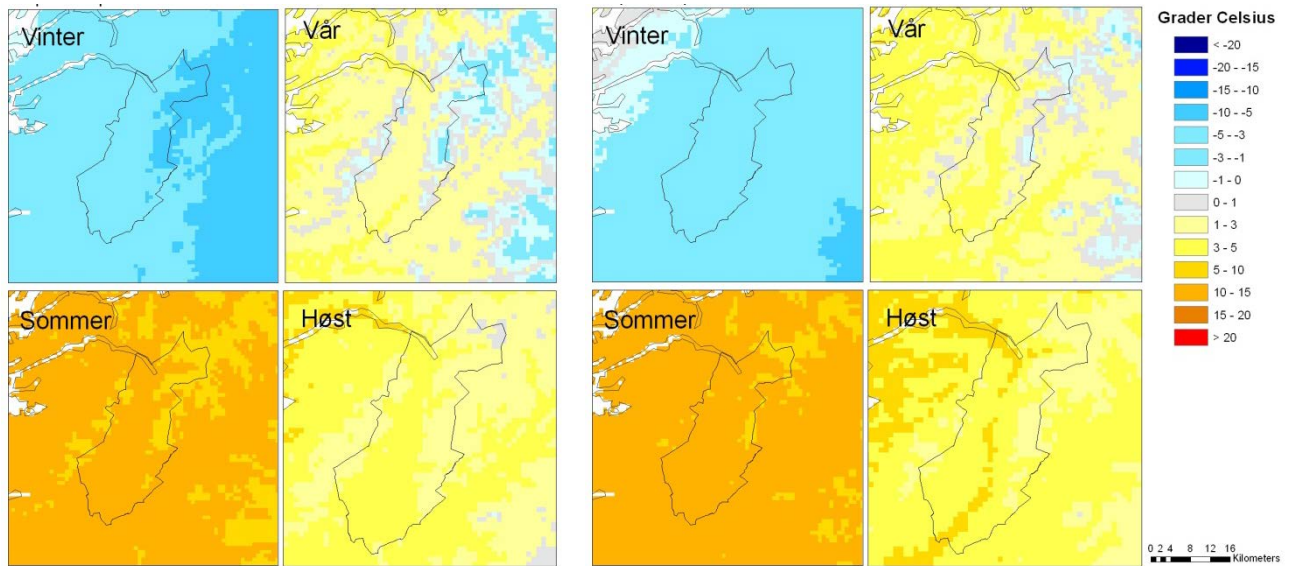 Vinter
Vår
Sommer
Høst
Vinter
Vår
Sommer
Høst
Grader Celsius
< -20
-20 - -15
-15 - -10
-10 - -5
-5 - -3
-3 - -1
-1 - 0
0 - 1
1 - 3
3 - 5
5 - 10
10 - 15
15 - 20
> 20
0 2 4 8 12 16
Kilometers